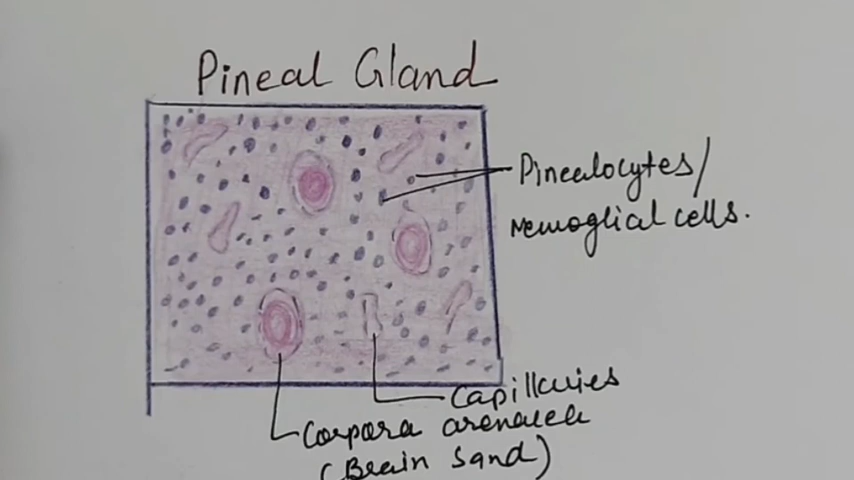 Pineal Gland
Pinealocytes/
Neuroglial cells.
Capillaries
Corpora arenacea
(Brain Sand)